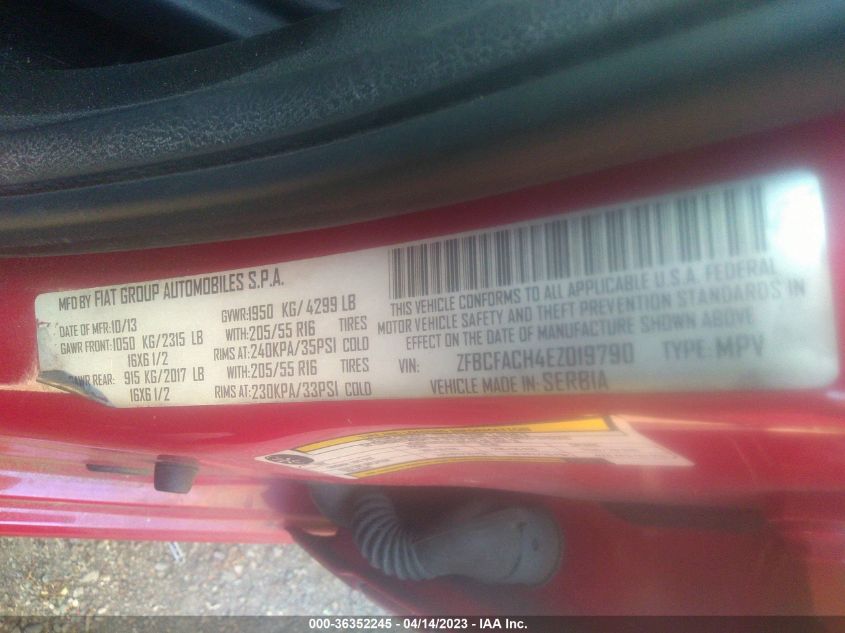 MFD BY FIAT GROUP AUTOMOBILES S.P.A.
DATE OF MFR: 10/13 GVWR: 1950 KG/ 4299 LB
GAWR FRONT: 1050 KG/2315 LB WITH: 205/55 R16 TIRES
16X6 1/2 RIMS AT: 240KPA/35PSI COLD
GAWR REAR: 915 KG/2017 LB WITH: 205/55 R16 TIRES
16X6 1/2 RIMS AT: 230KPA/33PSI COLD
THIS VEHICLE CONFORMS TO ALL APPLICABLE U.S.A. FEDERAL
MOTOR VEHICLE SAFETY AND THEFT PREVENTION STANDARDS IN
EFFECT ON THE DATE OF MANUFACTURE SHOWN ABOVE
VIN: ZFBCFACH4EZ019790 TYPE: MPV
VEHICLE MADE IN: SERBIA
000-36352245 - 04/14/2023 - IAA Inc.